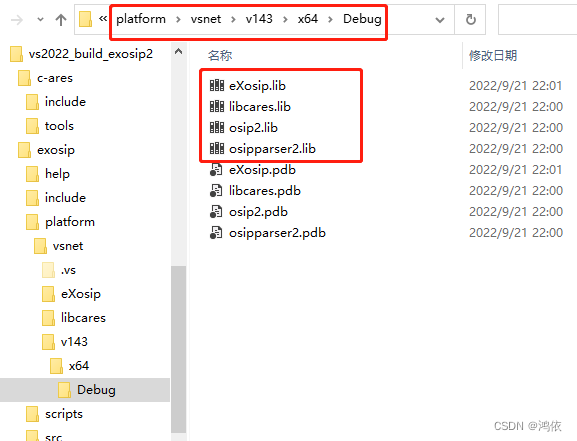 « platform > vsnet > v143 > x64 > Debug
vs2022_build_exosip2
c-ares
include
tools
exosip
help
include
platform
vsnet
.vs
eXosip
libcares
v143
x64
Debug
scripts
src
名称 修改日期
eXosip.lib 2022/9/21 22:01
libcares.lib 2022/9/21 22:00
osip2.lib 2022/9/21 22:00
osipparser2.lib 2022/9/21 22:00
eXosip.pdb 2022/9/21 22:01
libcares.pdb 2022/9/21 22:00
osip2.pdb 2022/9/21 22:00
osipparser2.pdb 2022/9/21 22:00
CSDN @鸿依